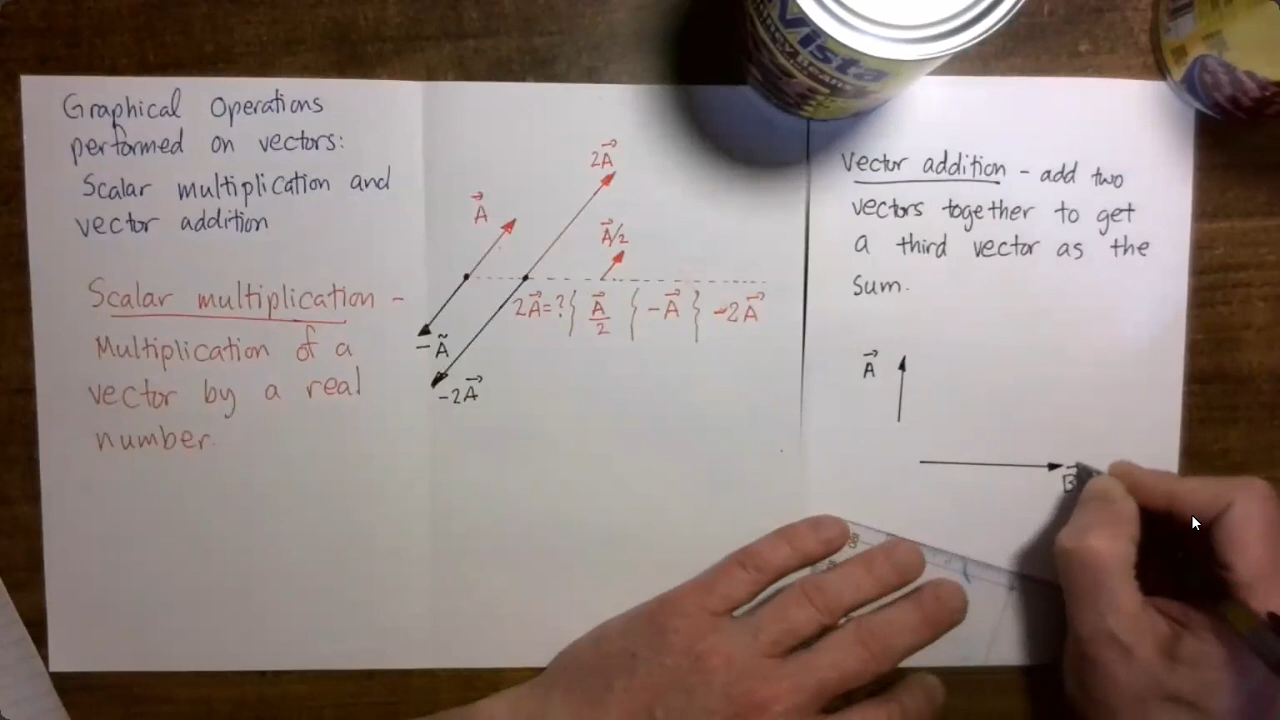 Graphical Operations
performed on vectors:
Scalar multiplication and
vector addition
Scalar multiplication -
Multiplication of a
vector by a real
number.
2A⃗
A⃗
A⃗/2
2A⃗=? { A⃗/2 { -A⃗ } -2A⃗
-Ã
-2A⃗
Vector addition - add two
vectors together to get
a third vector as the
sum.
A⃗
B
Vista